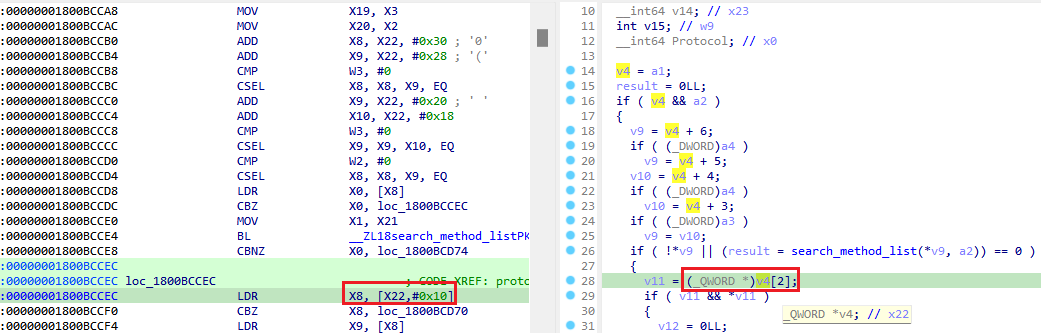 :00000001800BCCA8 MOV X19, X3
:00000001800BCCAC MOV X20, X2
:00000001800BCCB0 ADD X8, X22, #0x30 ; '0'
:00000001800BCCB4 ADD X9, X22, #0x28 ; '('
:00000001800BCCB8 CMP W3, #0
:00000001800BCCBC CSEL X8, X8, X9, EQ
:00000001800BCCC0 ADD X9, X22, #0x20 ; ' '
:00000001800BCCC4 ADD X10, X22, #0x18
:00000001800BCCC8 CMP W3, #0
:00000001800BCCCC CSEL X9, X9, X10, EQ
:00000001800BCCD0 CMP W2, #0
:00000001800BCCD4 CSEL X8, X8, X9, EQ
:00000001800BCCD8 LDR X0, [X8]
:00000001800BCCDC CBZ X0, loc_1800BCCEC
:00000001800BCCE0 MOV X1, X21
:00000001800BCCE4 BL __ZL18search_method_listPK
:00000001800BCCE8 CBNZ X0, loc_1800BCD74
:00000001800BCCEC
:00000001800BCCEC loc_1800BCCEC ; CODE XREF: proto
:00000001800BCCEC LDR X8, [X22,#0x10]
:00000001800BCCF0 CBZ X8, loc_1800BCD70
:00000001800BCCF4 LDR X9, [X8]
10 __int64 v14; // x23
11 int v15; // w9
12 __int64 Protocol; // x0
13
14 v4 = a1;
15 result = 0LL;
16 if ( v4 && a2 )
17 {
18 v9 = v4 + 6;
19 if ( (_DWORD)a4 )
20 v9 = v4 + 5;
21 v10 = v4 + 4;
22 if ( (_DWORD)a4 )
23 v10 = v4 + 3;
24 if ( (_DWORD)a3 )
25 v9 = v10;
26 if ( !*v9 || (result = search_method_list(*v9, a2)) == 0 )
27 {
28 v11 = (_QWORD *)v4[2];
29 if ( v11 && *v11 )
30 {
_QWORD *v4; // x22
31 v12 = 0LL;